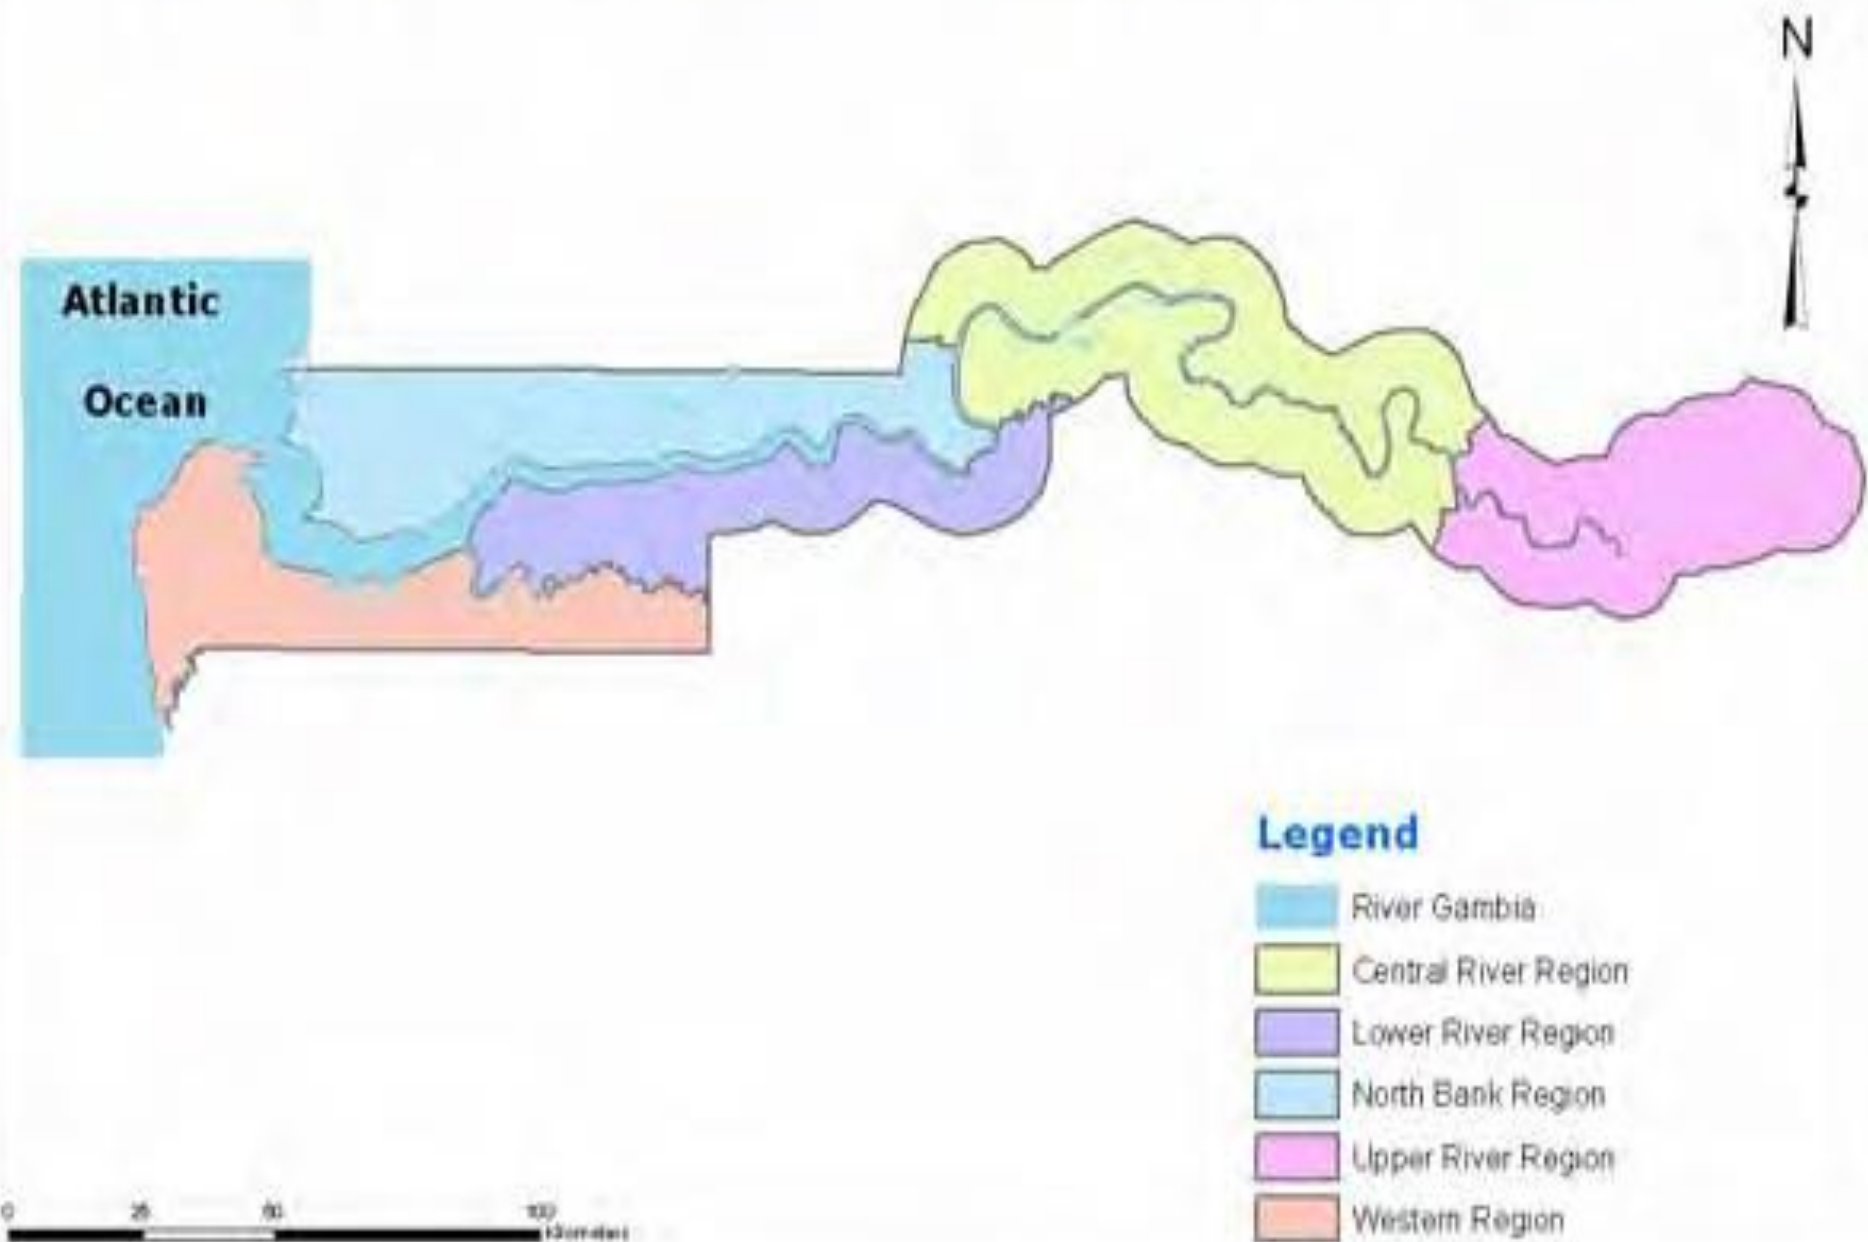 N
Atlantic
Ocean
Legend
River Gambia
Central River Region
Lower River Region
North Bank Region
Upper River Region
Western Region
0 25 50 100
Kilometers